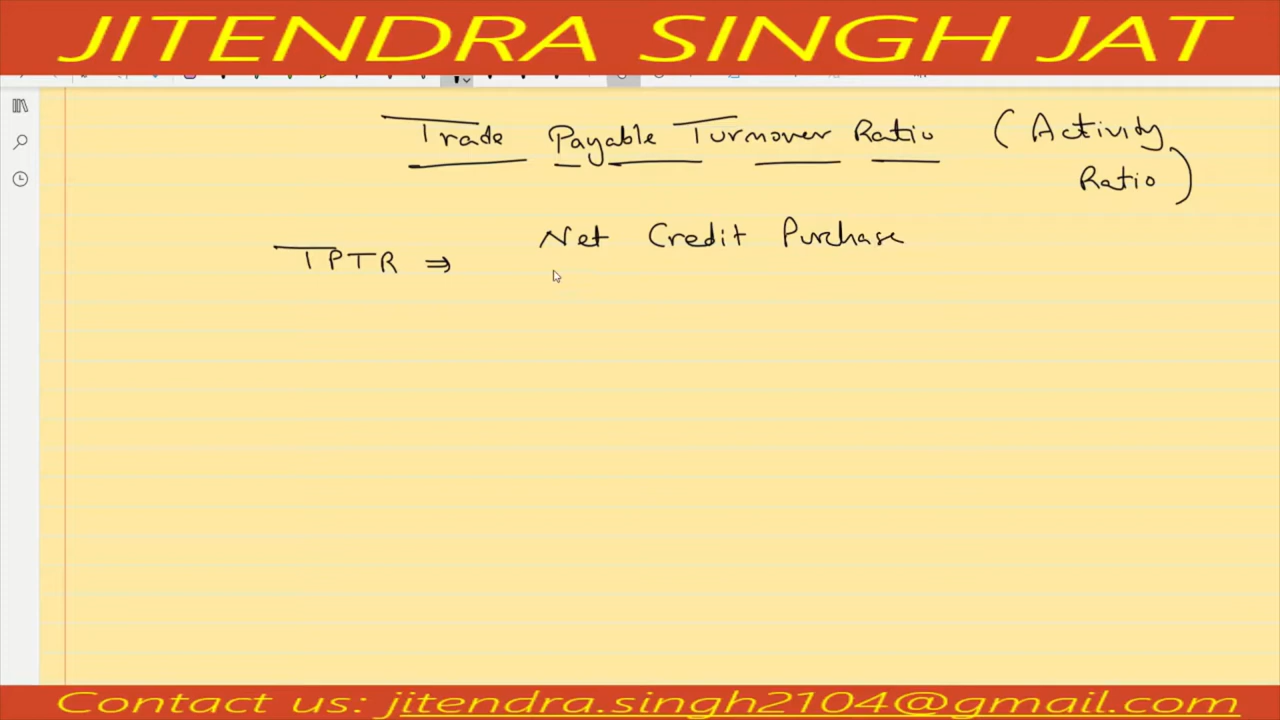 JITENDRA SINGH JAT
Trade Payable Turnover Ratio (Activity
Ratio)
Net Credit Purchase
TPTR ⇒
Contact us: jitendra.singh2104@gmail.com